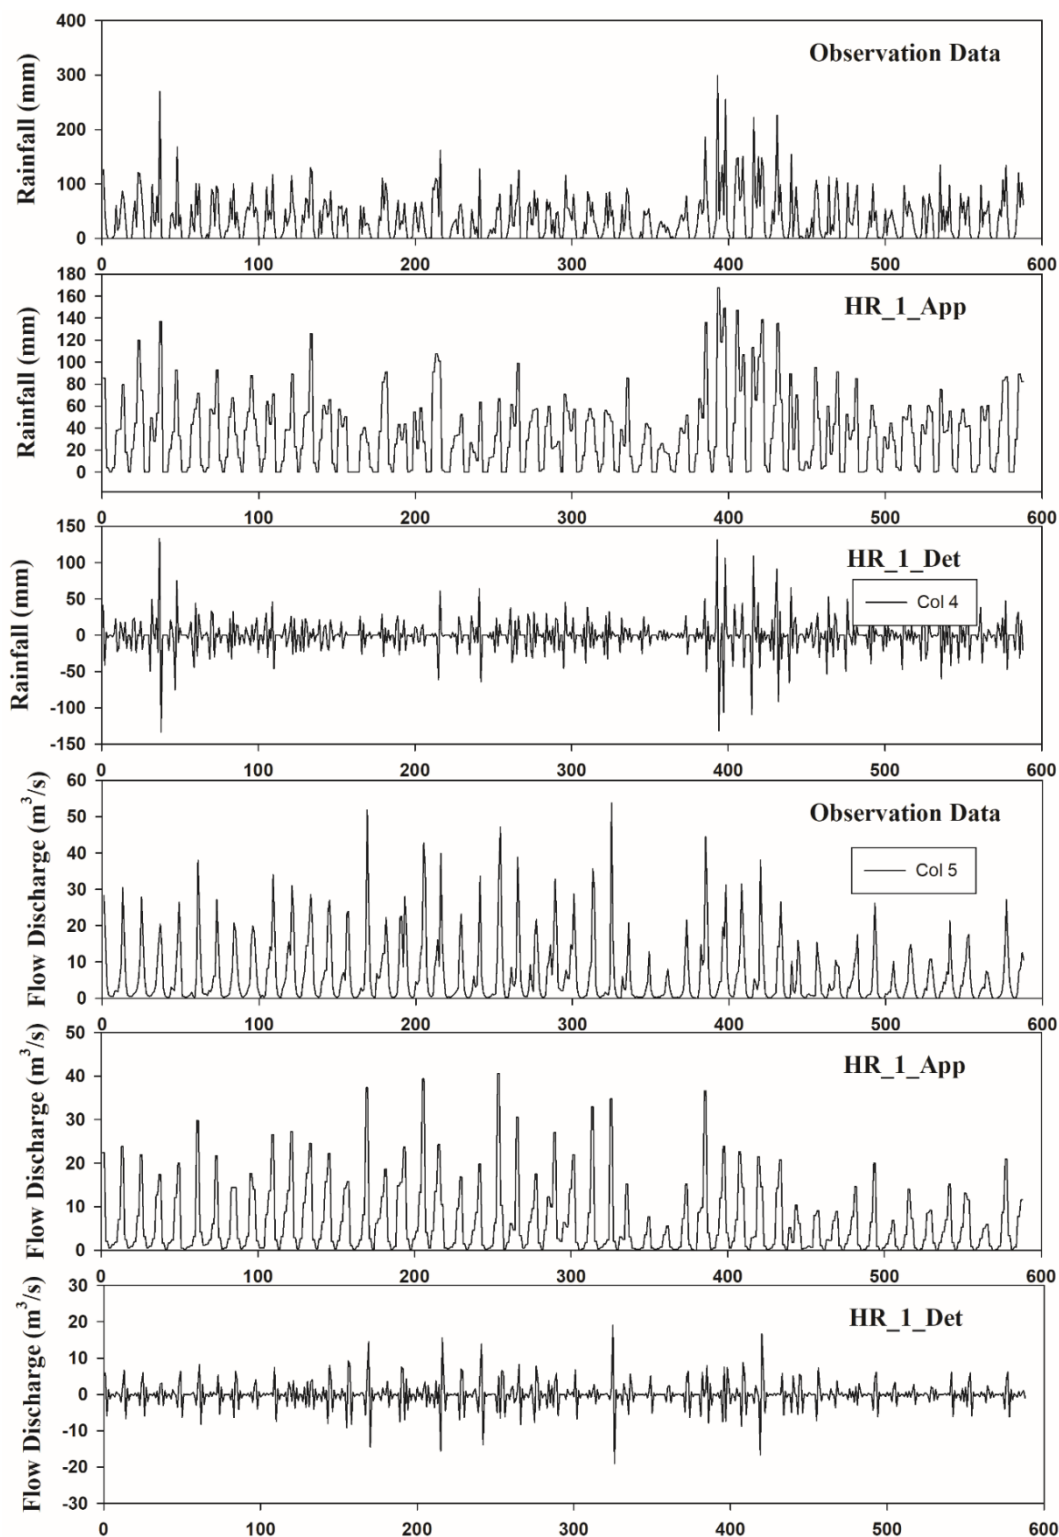 400
300
200
100
0
Rainfall (mm)
Observation Data
0 100 200 300 400 500 600
180
160
140
120
100
80
60
40
20
0
Rainfall (mm)
HR_1_App
0 100 200 300 400 500 600
150
100
50
0
-50
-100
-150
Rainfall (mm)
HR_1_Det
Col 4
0 100 200 300 400 500 600
60
50
40
30
20
10
0
Flow Discharge (m³/s)
Observation Data
Col 5
0 100 200 300 400 500 600
50
40
30
20
10
0
Flow Discharge (m³/s)
HR_1_App
0 100 200 300 400 500 600
30
20
10
0
-10
-20
-30
Flow Discharge (m³/s)
HR_1_Det
0 100 200 300 400 500 600